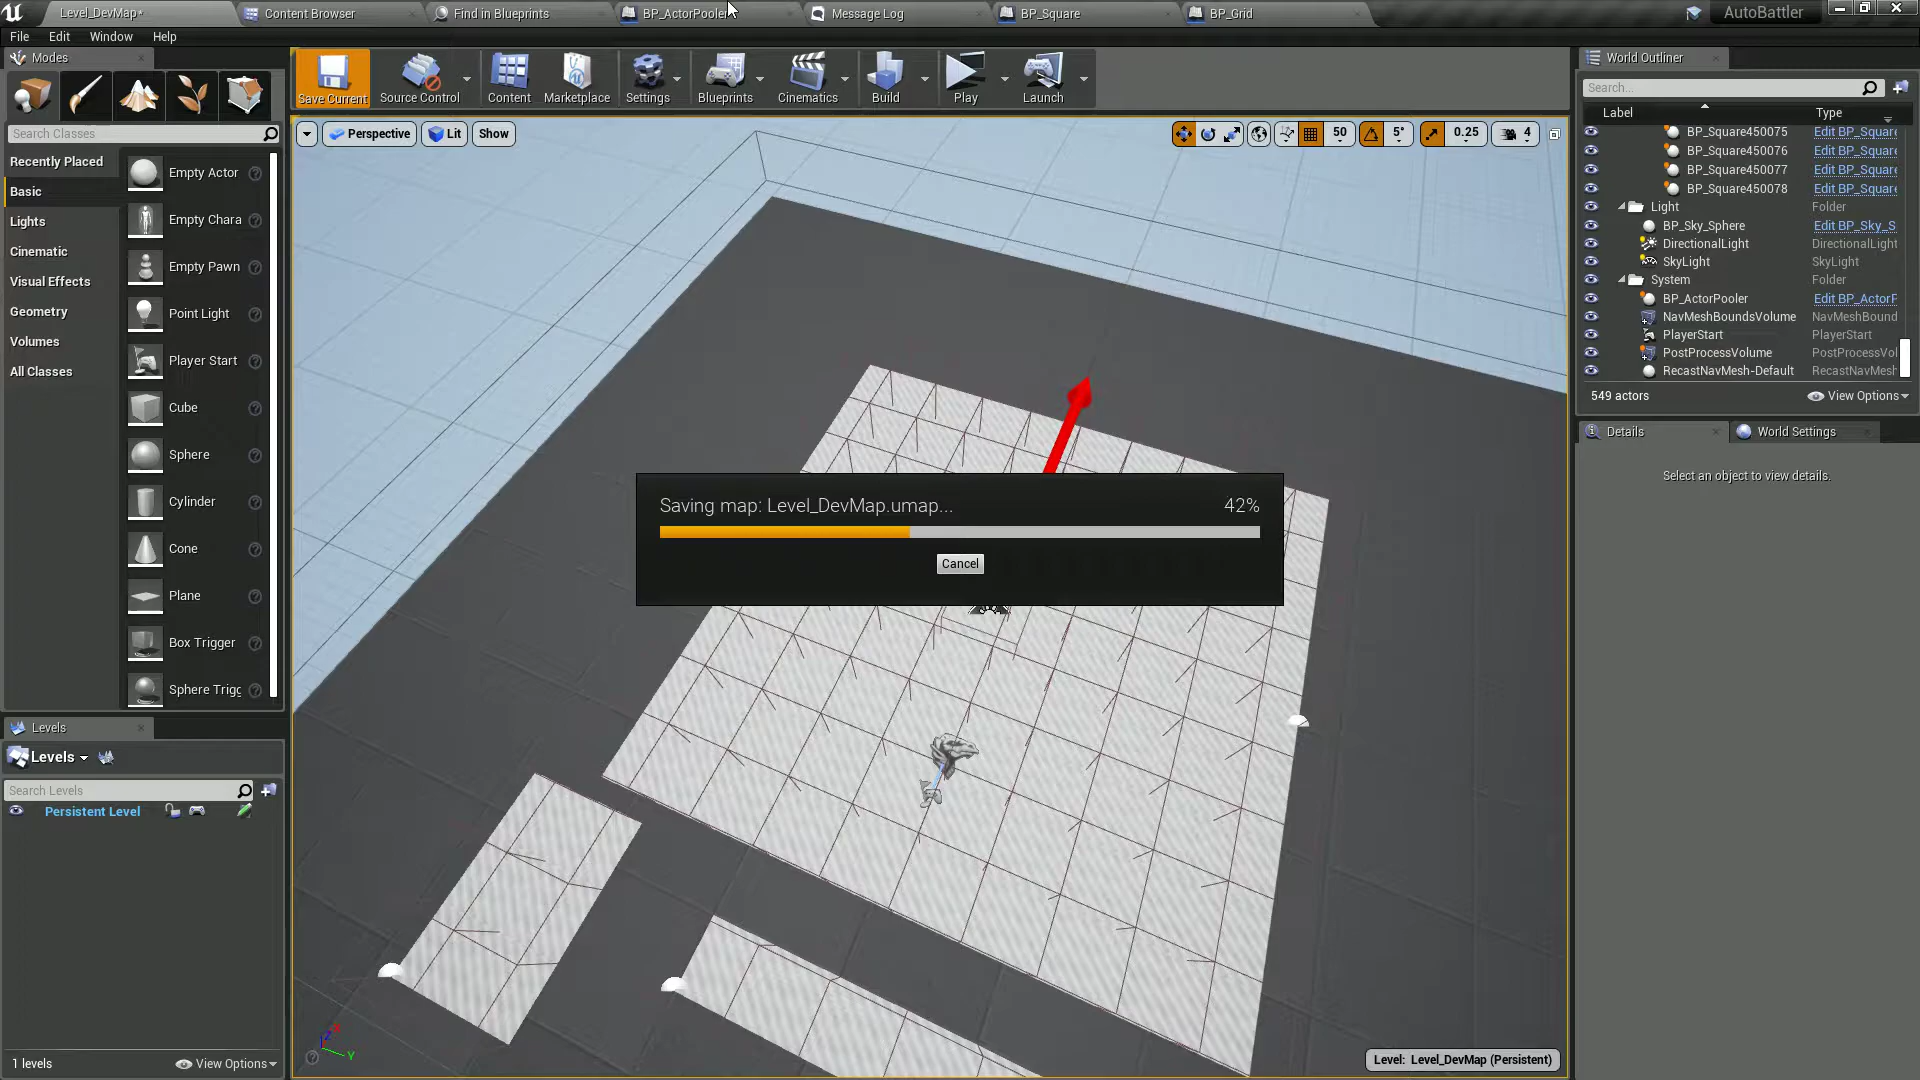 Level_DevMap*
Content Browser
Find in Blueprints
BP_ActorPooler
Message Log
BP_Square
BP_Grid
AutoBattler
File
Edit
Window
Help
Modes
Save Current
Source Control
Content
Marketplace
Settings
Blueprints
Cinematics
Build
Play
Launch
World Outliner
Search...
Label
Type
Search Classes
Perspective
Lit
Show
50
5°
0.25
4
Recently Placed
Basic
Lights
Cinematic
Visual Effects
Geometry
Volumes
All Classes
Empty Actor
Empty Chara
Empty Pawn
Point Light
Player Start
Cube
Sphere
Cylinder
Cone
Plane
Box Trigger
Sphere Trigg
BP_Square450075
Edit BP_Square
BP_Square450076
Edit BP_Square
BP_Square450077
Edit BP_Square
BP_Square450078
Edit BP_Square
Light
Folder
BP_Sky_Sphere
Edit BP_Sky_S
DirectionalLight
DirectionalLight
SkyLight
SkyLight
System
Folder
BP_ActorPooler
Edit BP_ActorP
NavMeshBoundsVolume
NavMeshBound
PlayerStart
PlayerStart
PostProcessVolume
PostProcessVol
RecastNavMesh-Default
RecastNavMesh
549 actors
View Options
Details
World Settings
Select an object to view details.
Saving map: Level_DevMap.umap...
42%
Cancel
Levels
Levels
Search Levels
Persistent Level
1 levels
View Options
Z
X
Y
Level: Level_DevMap (Persistent)